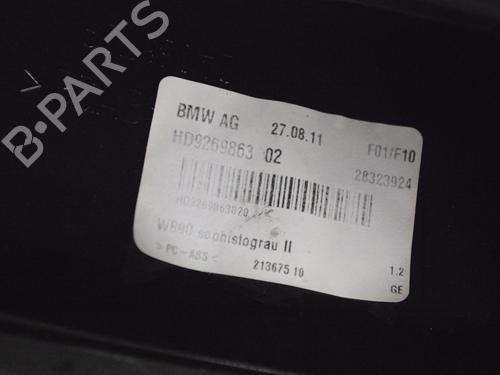 BMW AG 27.08.11 F01/F10
HD9269863 02 28323924
HD9269863020
WB90 sophistograu II
> PC-ABS < 213675 10 1.2
GE
B-PARTS